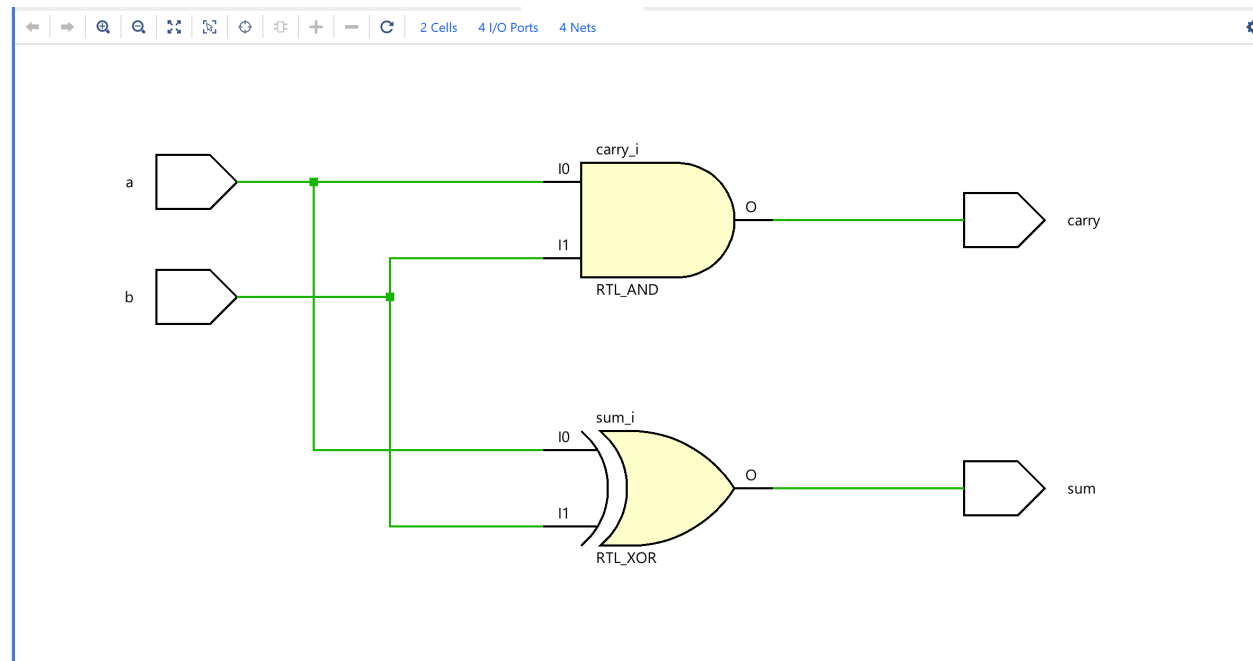 2 Cells 4 I/O Ports 4 Nets
carry_i
a
I0
O
carry
I1
b
RTL_AND
sum_i
I0
O
sum
I1
RTL_XOR